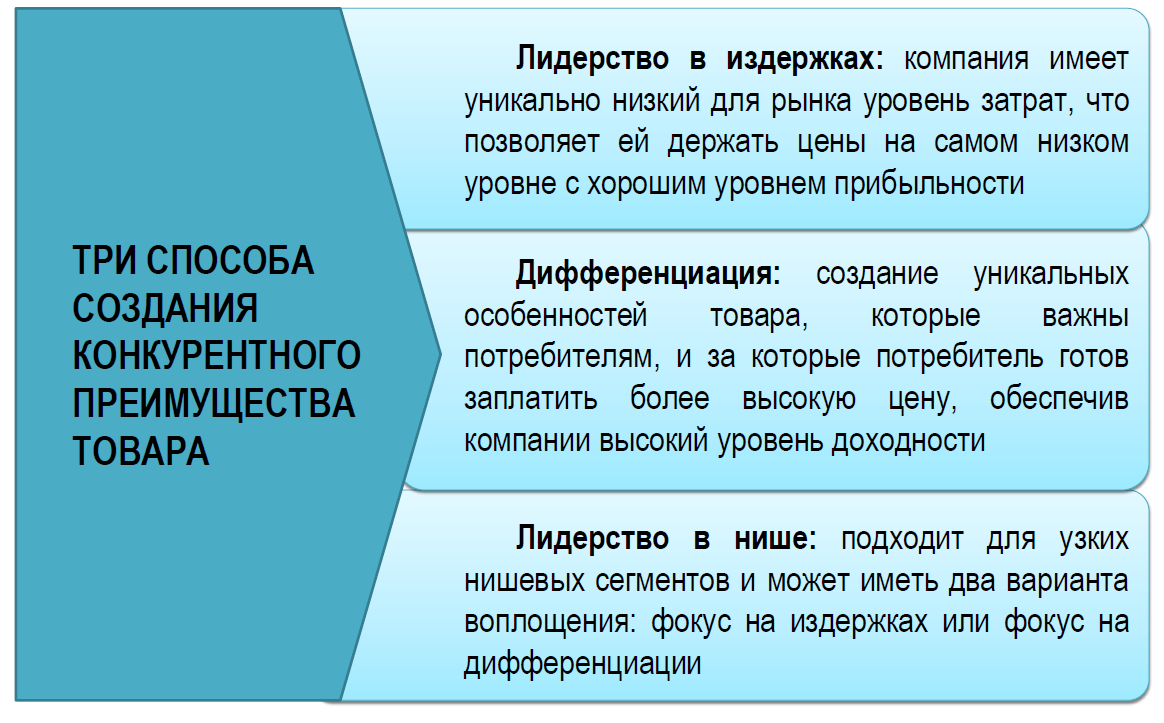 ТРИ СПОСОБА
СОЗДАНИЯ
КОНКУРЕНТНОГО
ПРЕИМУЩЕСТВА
ТОВАРА
Лидерство в издержках: компания имеет
уникально низкий для рынка уровень затрат, что
позволяет ей держать цены на самом низком
уровне с хорошим уровнем прибыльности
Дифференциация: создание уникальных
особенностей товара, которые важны
потребителям, и за которые потребитель готов
заплатить более высокую цену, обеспечив
компании высокий уровень доходности
Лидерство в нише: подходит для узких
нишевых сегментов и может иметь два варианта
воплощения: фокус на издержках или фокус на
дифференциации